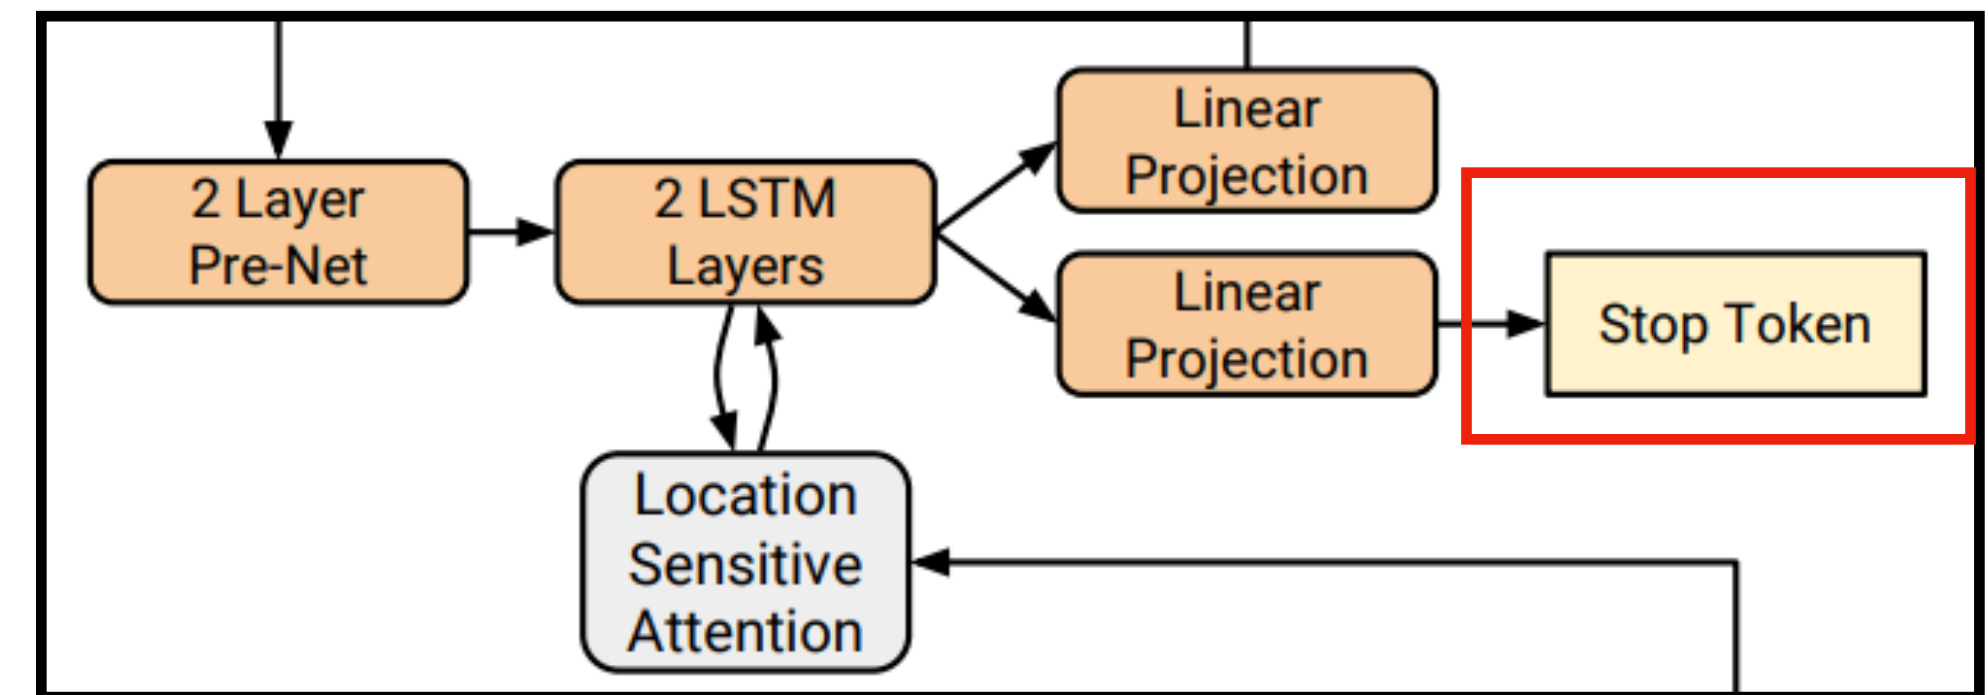 2 Layer
Pre-Net
2 LSTM
Layers
Linear
Projection
Linear
Projection
Stop Token
Location
Sensitive
Attention